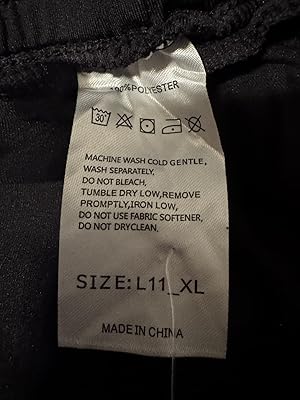 100%POLYESTER
30°
MACHINE WASH COLD GENTLE,
WASH SEPARATELY,
DO NOT BLEACH,
TUMBLE DRY LOW,REMOVE
PROMPTLY,IRON LOW,
DO NOT USE FABRIC SOFTENER,
DO NOT DRYCLEAN.
SIZE:L11_XL
MADE IN CHINA